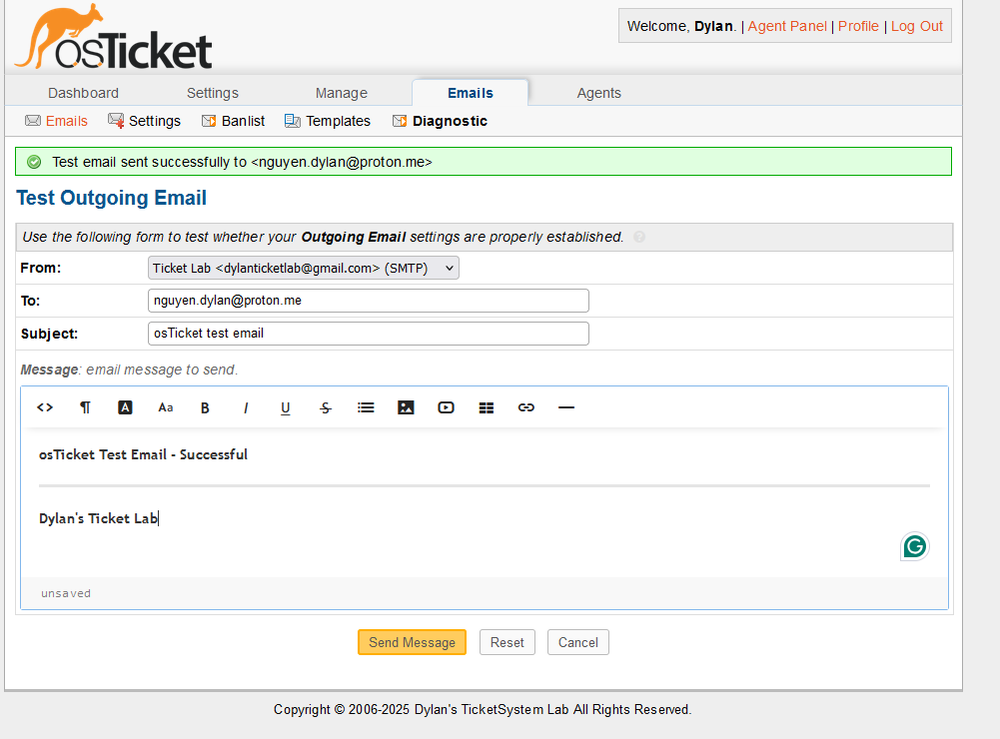 osTicket
Welcome, Dylan. | Agent Panel | Profile | Log Out
Dashboard Settings Manage Emails Agents
Emails Settings Banlist Templates Diagnostic
Test email sent successfully to <nguyen.dylan@proton.me>
Test Outgoing Email
Use the following form to test whether your Outgoing Email settings are properly established. ?
From: Ticket Lab <dylanticketlab@gmail.com> (SMTP)
To: nguyen.dylan@proton.me
Subject: osTicket test email
Message: email message to send.
<> ¶ A Aa B I U S
osTicket Test Email - Successful
Dylan's Ticket Lab
G
unsaved
Send Message Reset Cancel
Copyright © 2006-2025 Dylan's TicketSystem Lab All Rights Reserved.